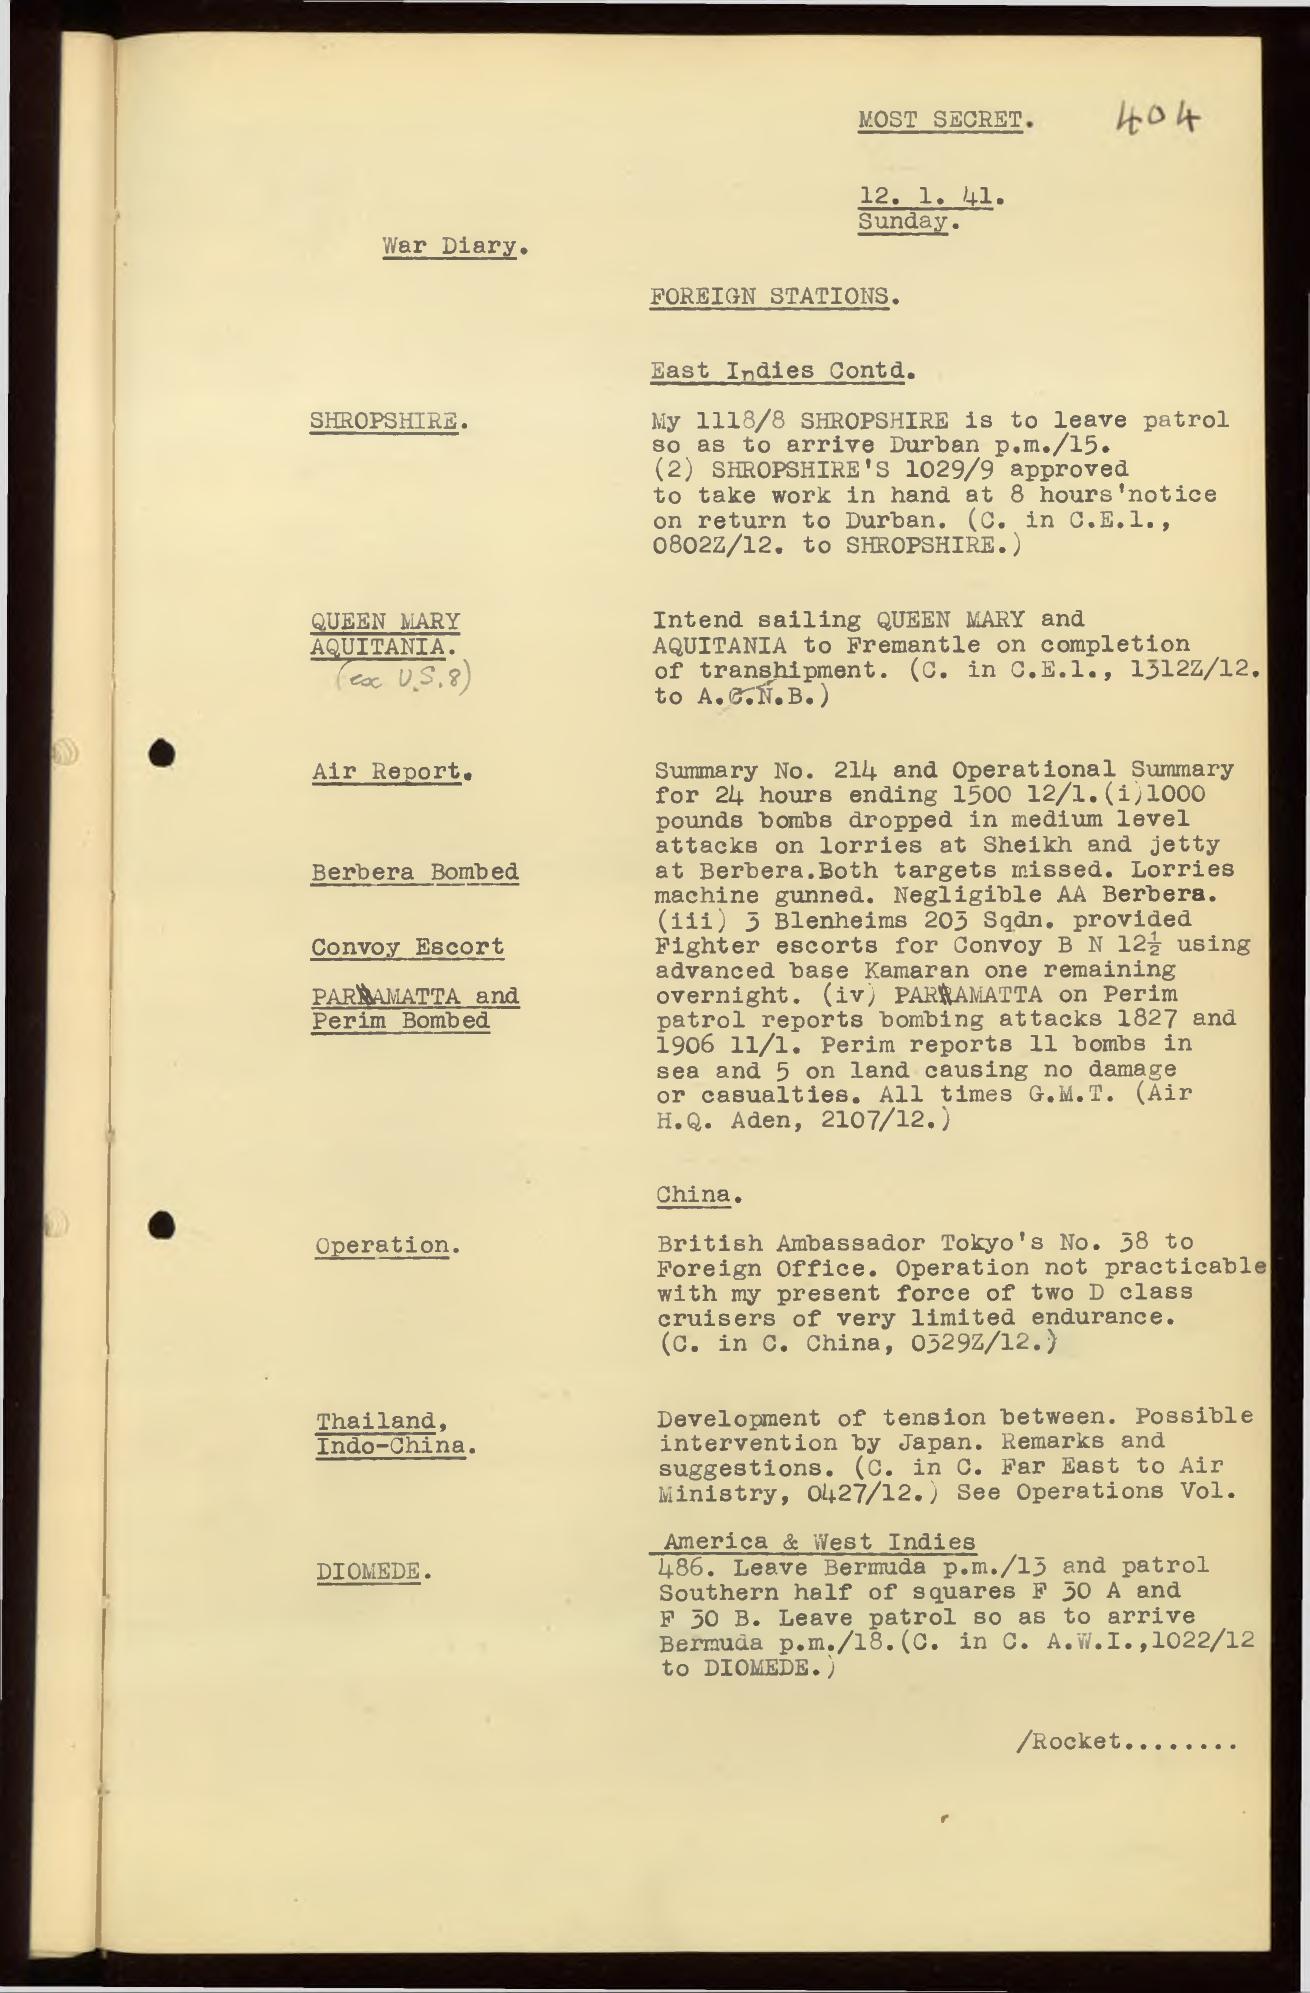 MOST SECRET. 404
12. 1. 41.
Sunday.
War Diary.
FOREIGN STATIONS.
East Indies Contd.
SHROPSHIRE.
My 1118/8 SHROPSHIRE is to leave patrol
so as to arrive Durban p.m./15.
(2) SHROPSHIRE'S 1029/9 approved
to take work in hand at 8 hours'notice
on return to Durban. (C. in C.E.I.,
0802Z/12. to SHROPSHIRE.)
QUEEN MARY
AQUITANIA.
(ex U.S.8)
Intend sailing QUEEN MARY and
AQUITANIA to Fremantle on completion
of transhipment. (C. in C.E.I., 1312Z/12.
to A.C.N.B.)
Air Report.
Berbera Bombed
Convoy Escort
PARRAMATTA and
Perim Bombed
Summary No. 214 and Operational Summary
for 24 hours ending 1500 12/1.(i)1000
pounds bombs dropped in medium level
attacks on lorries at Sheikh and jetty
at Berbera.Both targets missed. Lorries
machine gunned. Negligible AA Berbera.
(iii) 3 Blenheims 203 Sqdn. provided
Fighter escorts for Convoy B N 12½ using
advanced base Kamaran one remaining
overnight. (iv) PARRAMATTA on Perim
patrol reports bombing attacks 1827 and
1906 11/1. Perim reports 11 bombs in
sea and 5 on land causing no damage
or casualties. All times G.M.T. (Air
H.Q. Aden, 2107/12.)
China.
Operation.
British Ambassador Tokyo's No. 38 to
Foreign Office. Operation not practicable
with my present force of two D class
cruisers of very limited endurance.
(C. in C. China, 0329Z/12.)
Thailand,
Indo-China.
Development of tension between. Possible
intervention by Japan. Remarks and
suggestions. (C. in C. Far East to Air
Ministry, 0427/12.) See Operations Vol.
America & West Indies
DIOMEDE.
486. Leave Bermuda p.m./13 and patrol
Southern half of squares F 30 A and
F 30 B. Leave patrol so as to arrive
Bermuda p.m./18.(C. in C. A.W.I.,1022/12
to DIOMEDE.)
/Rocket........